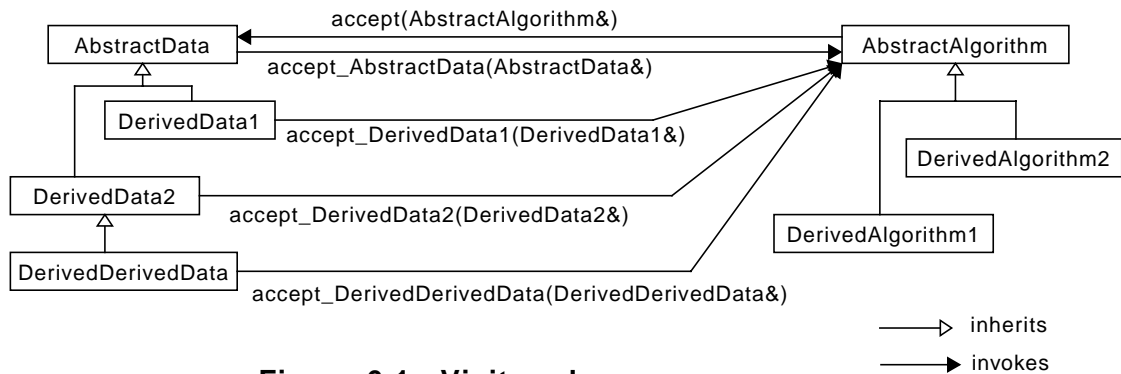 accept(AbstractAlgorithm&)
AbstractData
AbstractAlgorithm
accept_AbstractData(AbstractData&)
DerivedData1
accept_DerivedData1(DerivedData1&)
DerivedAlgorithm2
DerivedData2
accept_DerivedData2(DerivedData2&)
DerivedAlgorithm1
DerivedDerivedData
accept_DerivedDerivedData(DerivedDerivedData&)
inherits
invokes